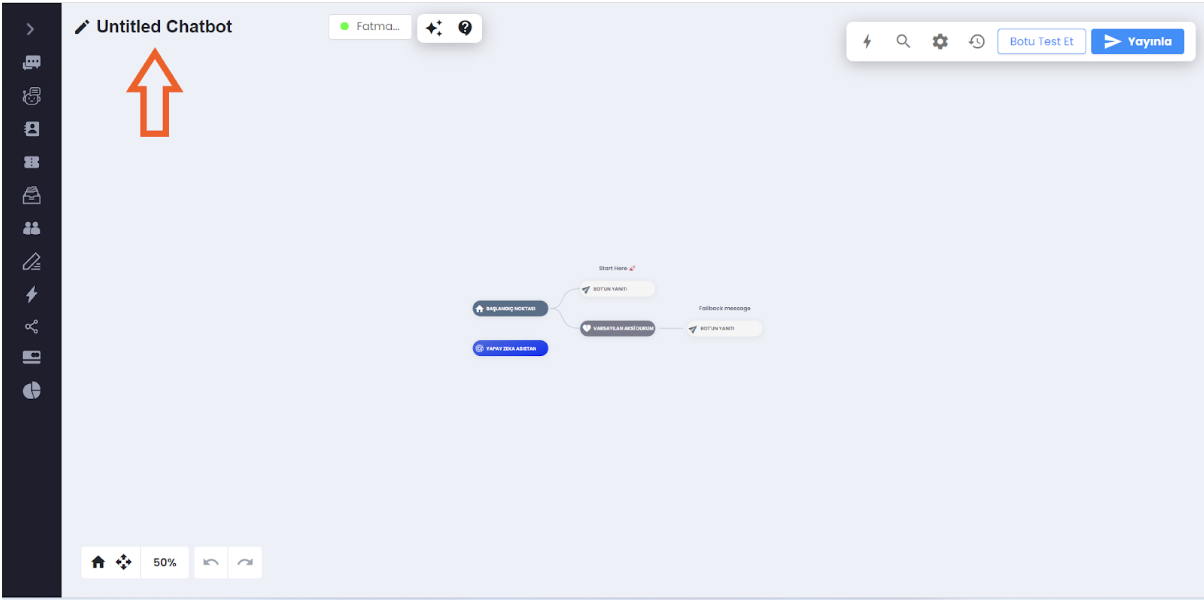 Untitled Chatbot
Fatma...
Botu Test Et
Yayınla
Start Here 🚀
BOT'UN YANITI
BAŞLANGIÇ NOKTASI
Fallback message
VARSAYILAN AKSİ DURUM
BOT'UN YANITI
YAPAY ZEKA ASİSTAN
50%